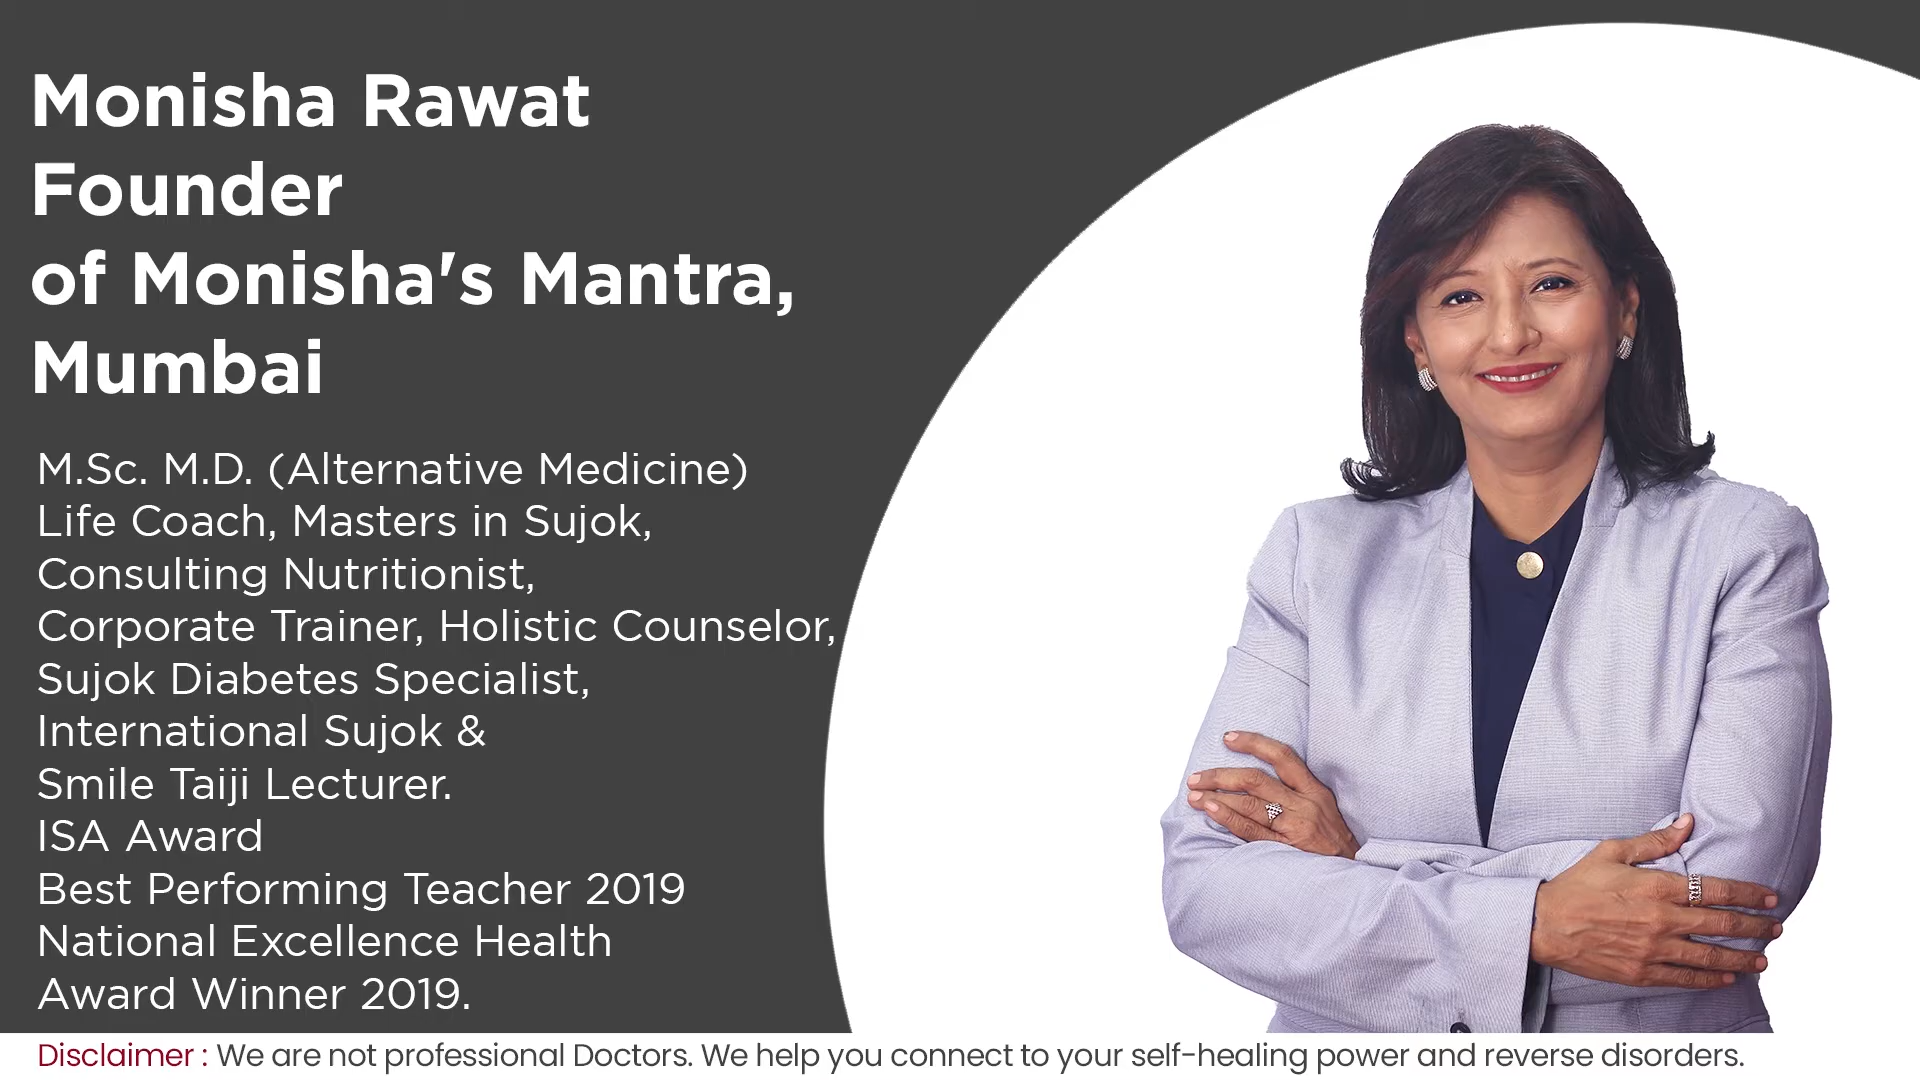 Monisha Rawat
Founder
of Monisha's Mantra,
Mumbai
M.Sc. M.D. (Alternative Medicine)
Life Coach, Masters in Sujok,
Consulting Nutritionist,
Corporate Trainer, Holistic Counselor,
Sujok Diabetes Specialist,
International Sujok &
Smile Taiji Lecturer.
ISA Award
Best Performing Teacher 2019
National Excellence Health
Award Winner 2019.
Disclaimer : We are not professional Doctors. We help you connect to your self-healing power and reverse disorders.